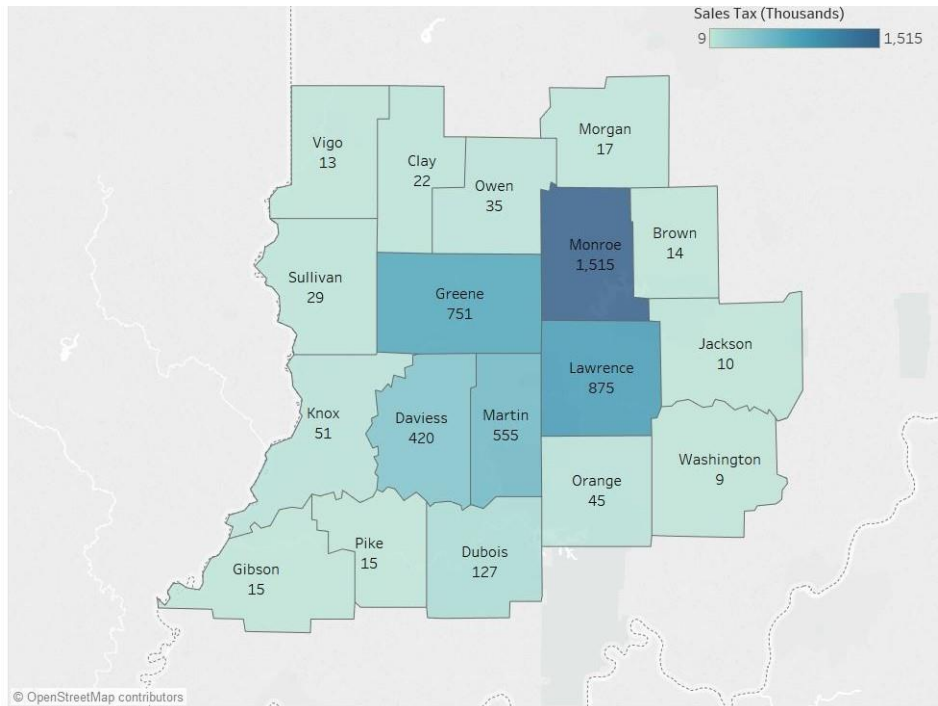 Sales Tax (Thousands)
9 1,515
Morgan
17
Vigo
13
Clay
22
Owen
35
Monroe
1,515
Brown
14
Sullivan
29
Greene
751
Jackson
10
Lawrence
875
Knox
51
Daviess
420
Martin
555
Washington
9
Orange
45
Pike
15
Dubois
127
Gibson
15
© OpenStreetMap contributors